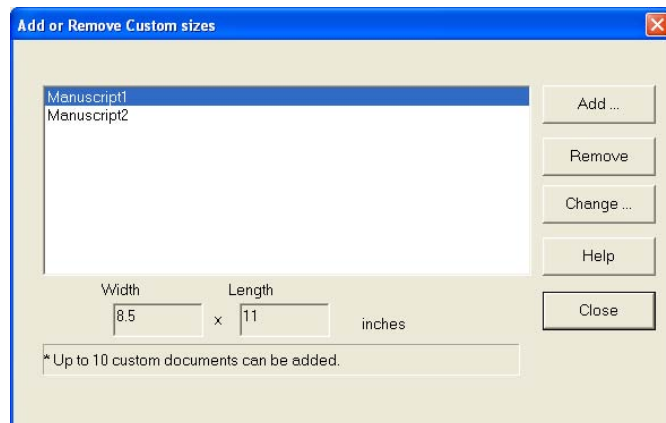 Add or Remove Custom sizes
Manuscript1
Manuscript2
Add ...
Remove
Change ...
Help
Close
Width Length
8.5 x 11 inches
* Up to 10 custom documents can be added.